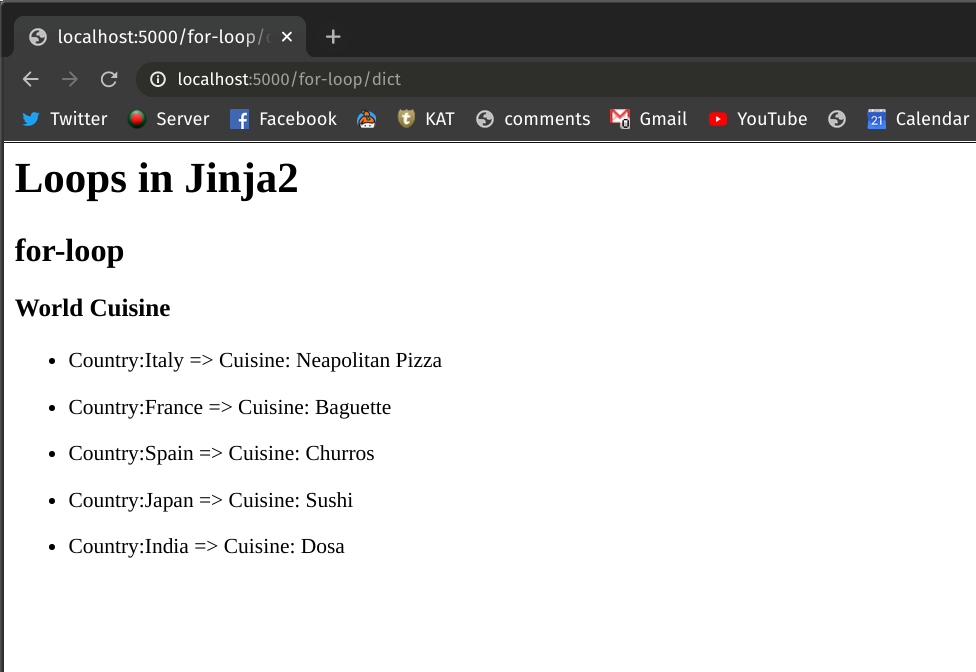 localhost:5000/for-loop/
localhost:5000/for-loop/dict
Twitter Server Facebook KAT comments Gmail YouTube 21 Calendar
Loops in Jinja2
for-loop
World Cuisine
Country:Italy => Cuisine: Neapolitan Pizza
Country:France => Cuisine: Baguette
Country:Spain => Cuisine: Churros
Country:Japan => Cuisine: Sushi
Country:India => Cuisine: Dosa